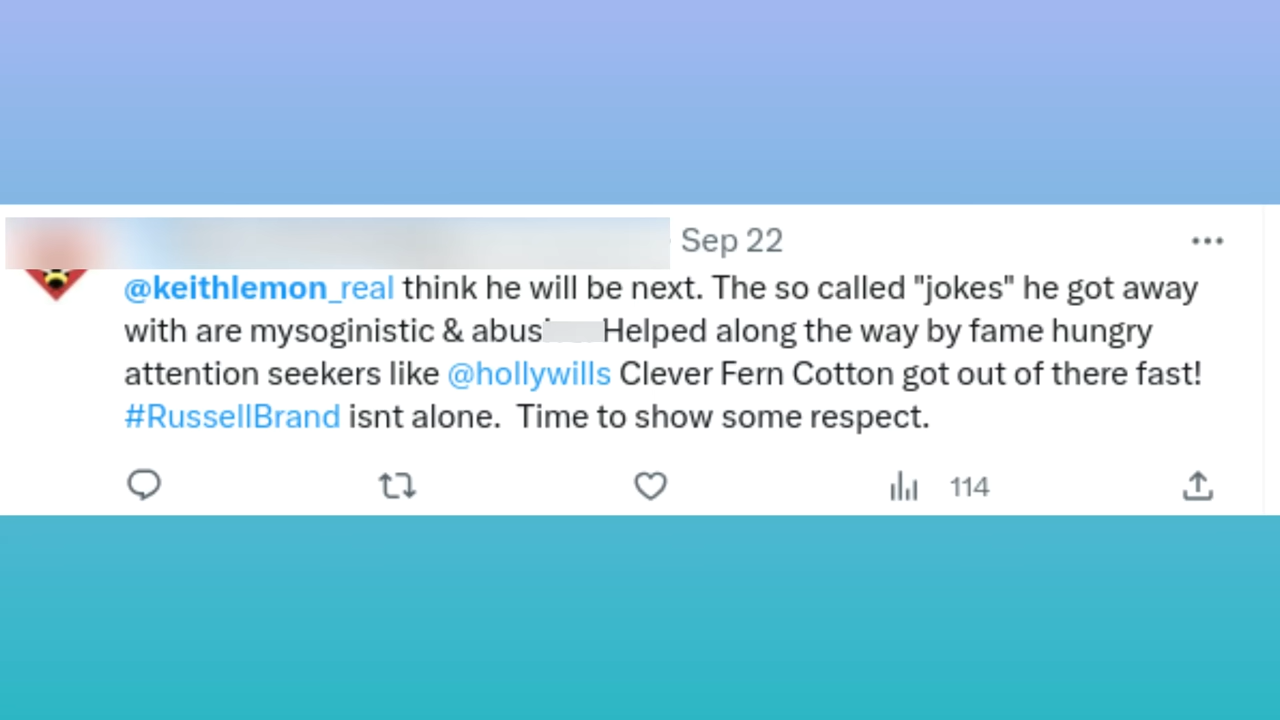 Sep 22
@keithlemon_real think he will be next. The so called "jokes" he got away
with are mysoginistic & Helped along the way by fame hungry
attention seekers like @hollywills Clever Fern Cotton got out of there fast!
#RussellBrand isnt alone. Time to show some respect.
114